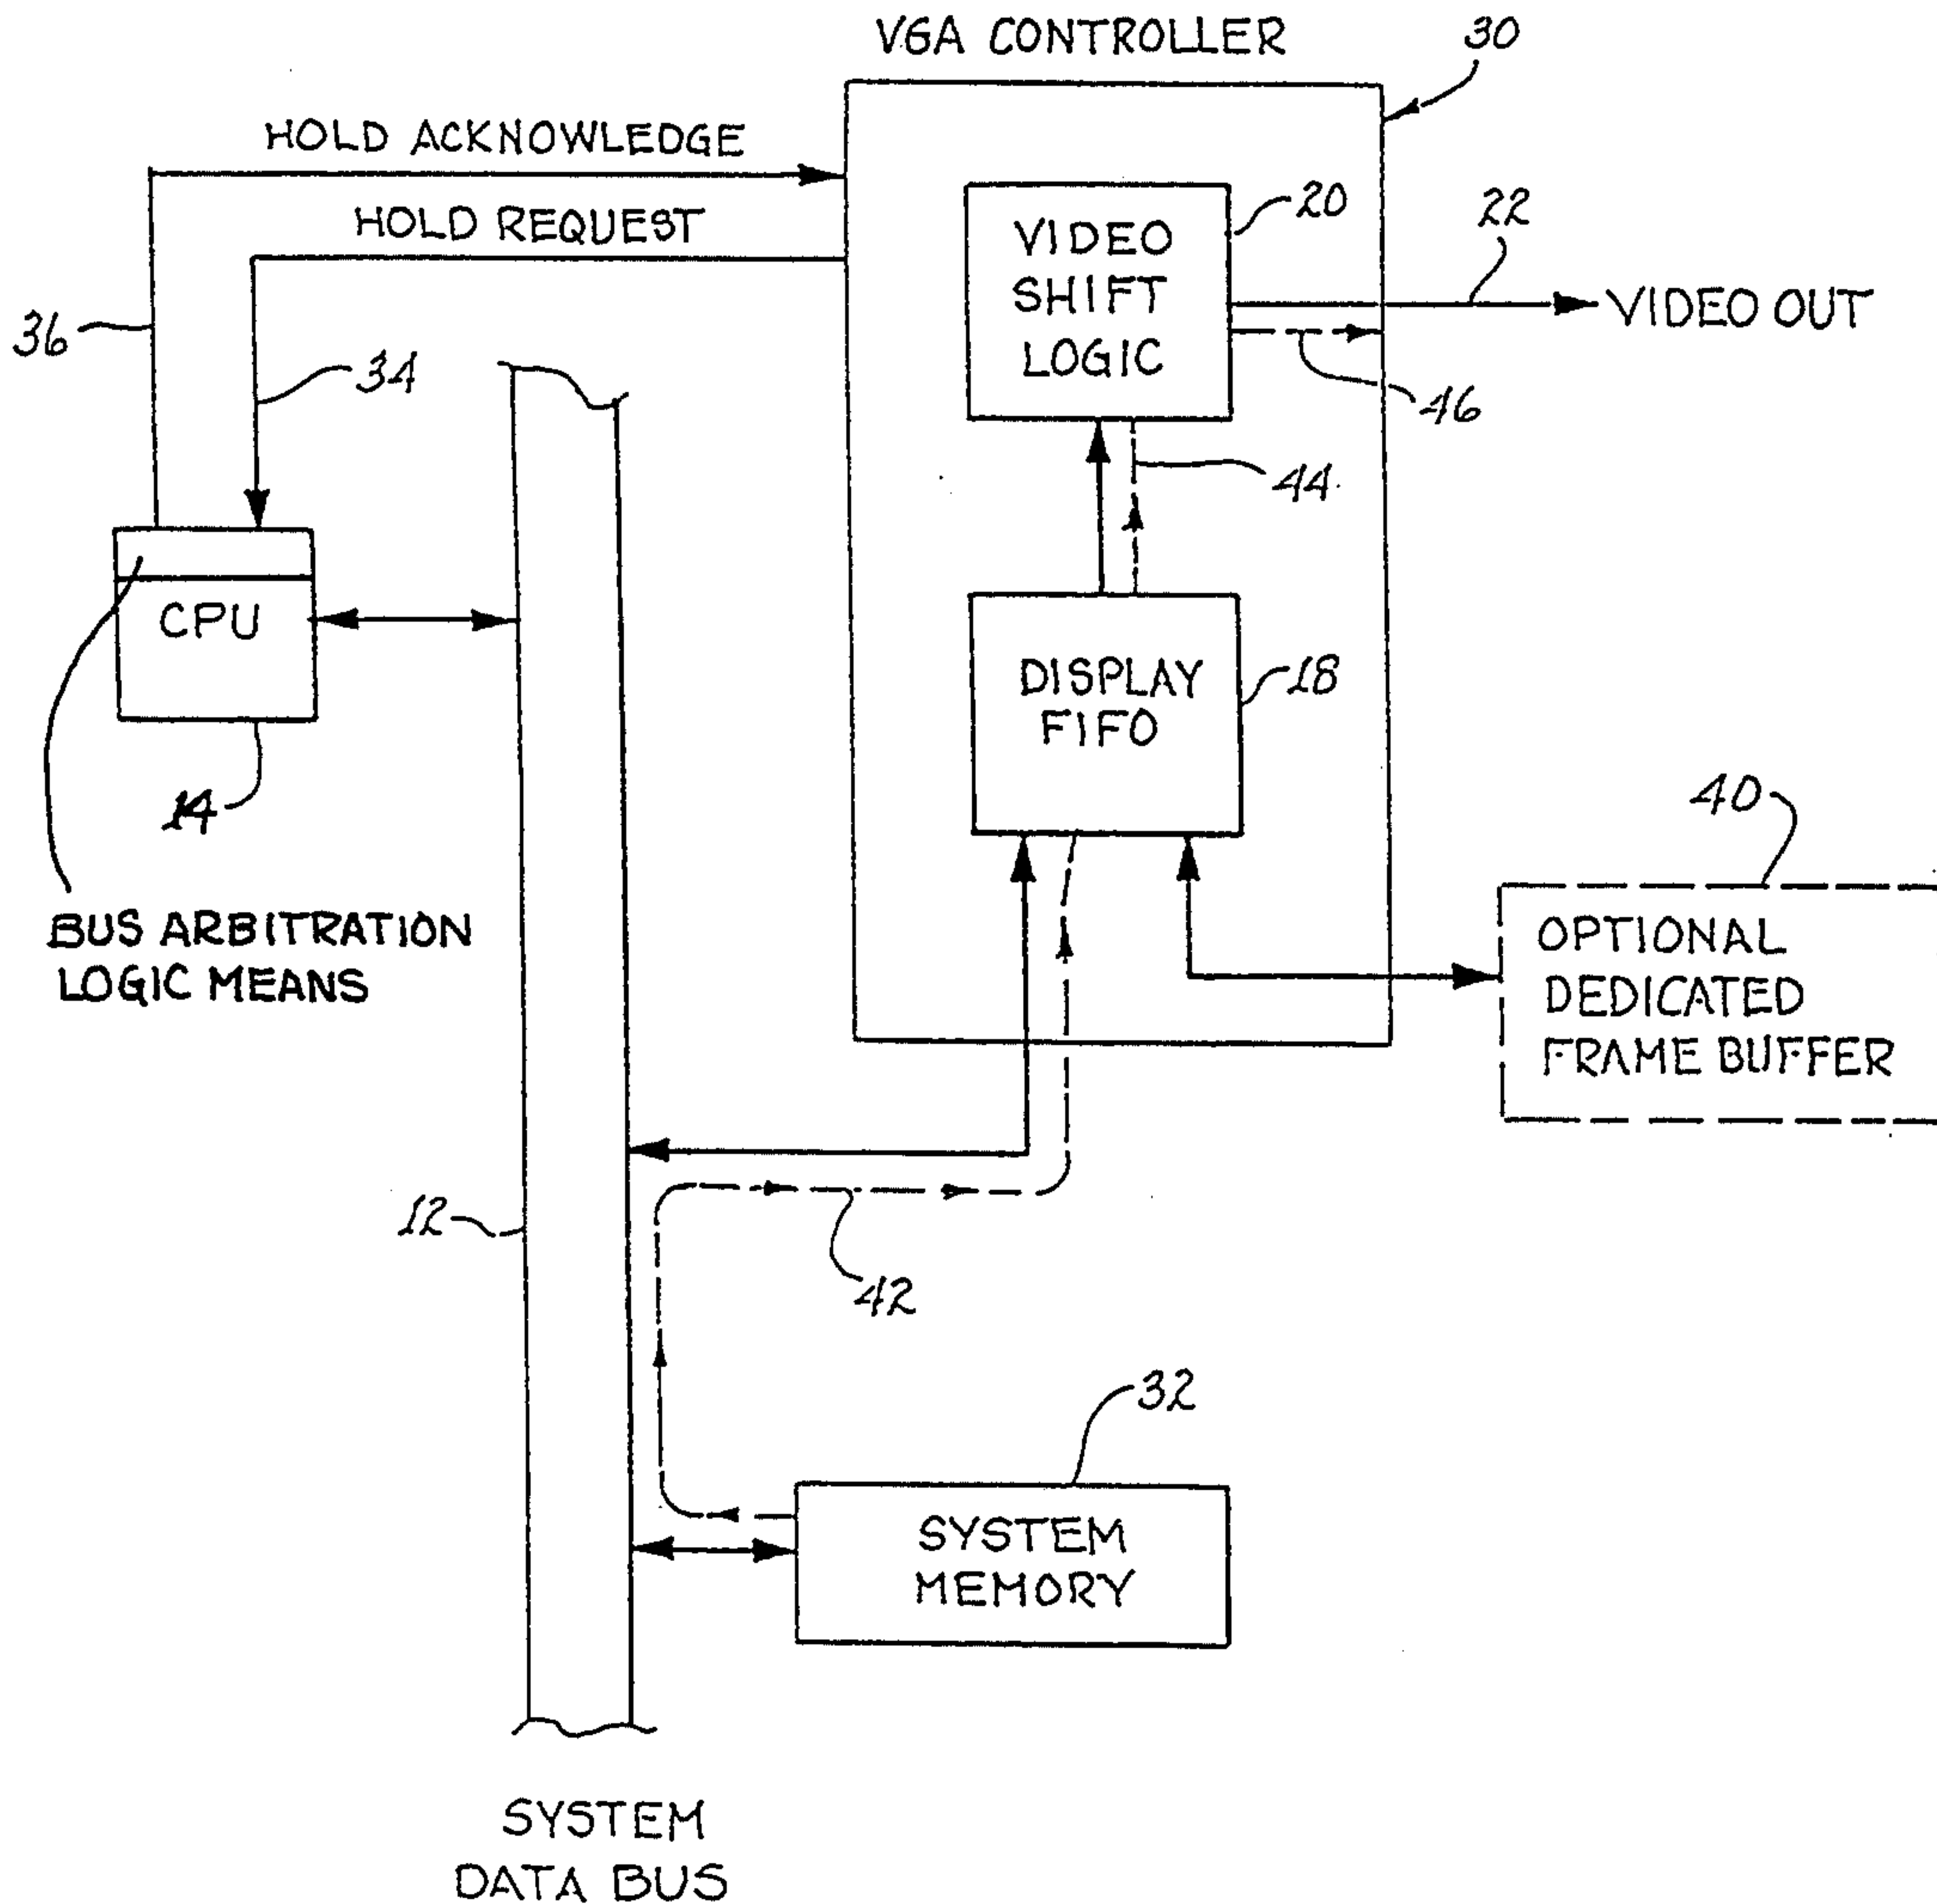 VGA CONTROLLER
30
HOLD ACKNOWLEDGE
HOLD REQUEST
36
34
VIDEO
SHIFT
LOGIC
20
22
VIDEO OUT
46
44
CPU
14
BUS ARBITRATION
LOGIC MEANS
DISPLAY
FIFO
18
40
OPTIONAL
DEDICATED
FRAME BUFFER
12
42
32
SYSTEM
MEMORY
SYSTEM
DATA BUS